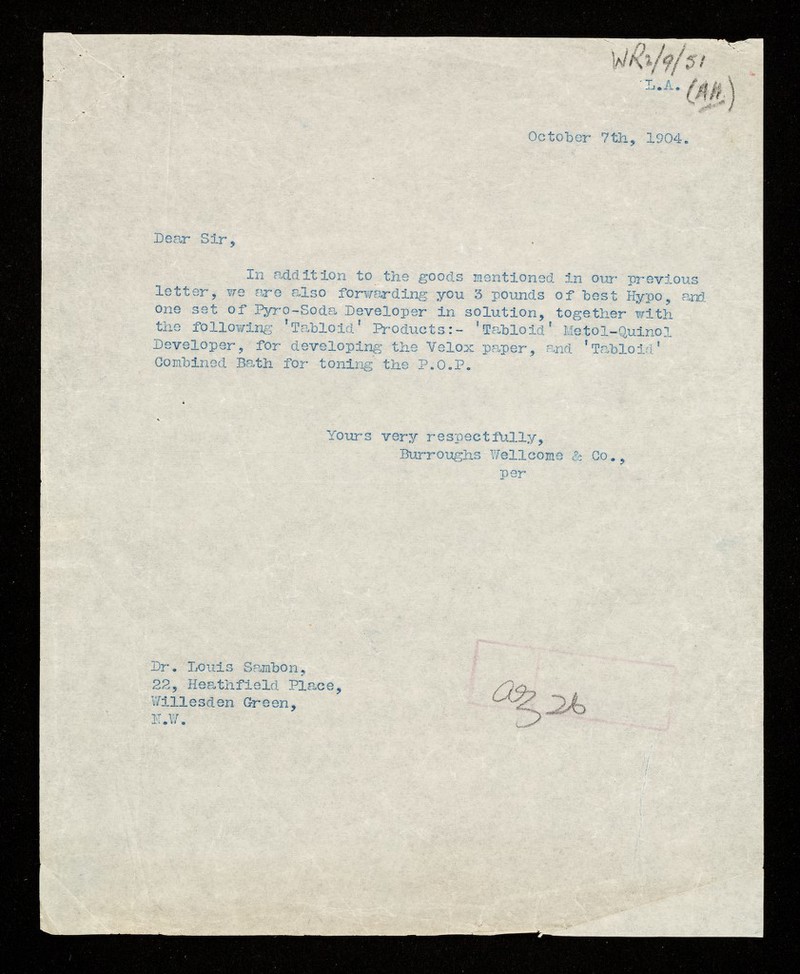 WR2/9/51
L.A. (AM)
October 7th, 1904.
Dear Sir,
In addition to the goods mentioned in our previous
letter, we are also forwarding you 3 pounds of best Hypo, and
one set of Pyro-Soda Developer in solution, together with
the following 'Tabloid' Products:- 'Tabloid' Metol-Quinol
Developer, for developing the Velox paper, and 'Tabloid'
Combined Bath for toning the P.O.P.
Yours very respectfully,
Burroughs Wellcome & Co.,
per
Dr. Louis Sambon,
22, Heathfield Place,
Willesden Green,
N.W.
26